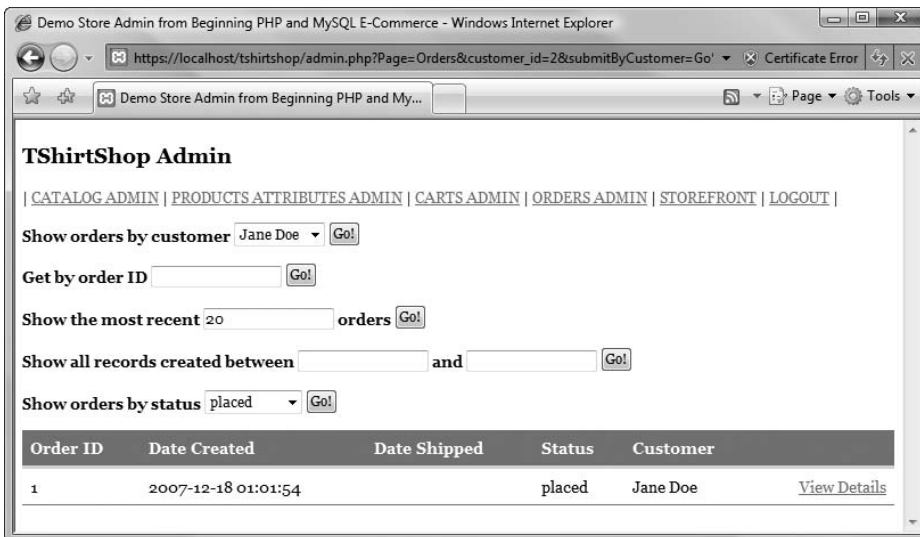 Demo Store Admin from Beginning PHP and MySQL E-Commerce - Windows Internet Explorer
https://localhost/tshirtshop/admin.php?Page=Orders&customer_id=2&submitByCustomer=Go'
Certificate Error
Demo Store Admin from Beginning PHP and My...
Page
Tools
TShirtShop Admin
| CATALOG ADMIN | PRODUCTS ATTRIBUTES ADMIN | CARTS ADMIN | ORDERS ADMIN | STOREFRONT | LOGOUT |
Show orders by customer Jane Doe Go!
Get by order ID Go!
Show the most recent 20 orders Go!
Show all records created between and Go!
Show orders by status placed Go!
Order ID Date Created Date Shipped Status Customer
1 2007-12-18 01:01:54 placed Jane Doe View Details